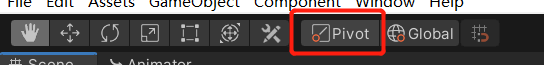 File Edit Assets GameObject Component Window Help
Pivot Global
Scene Animator